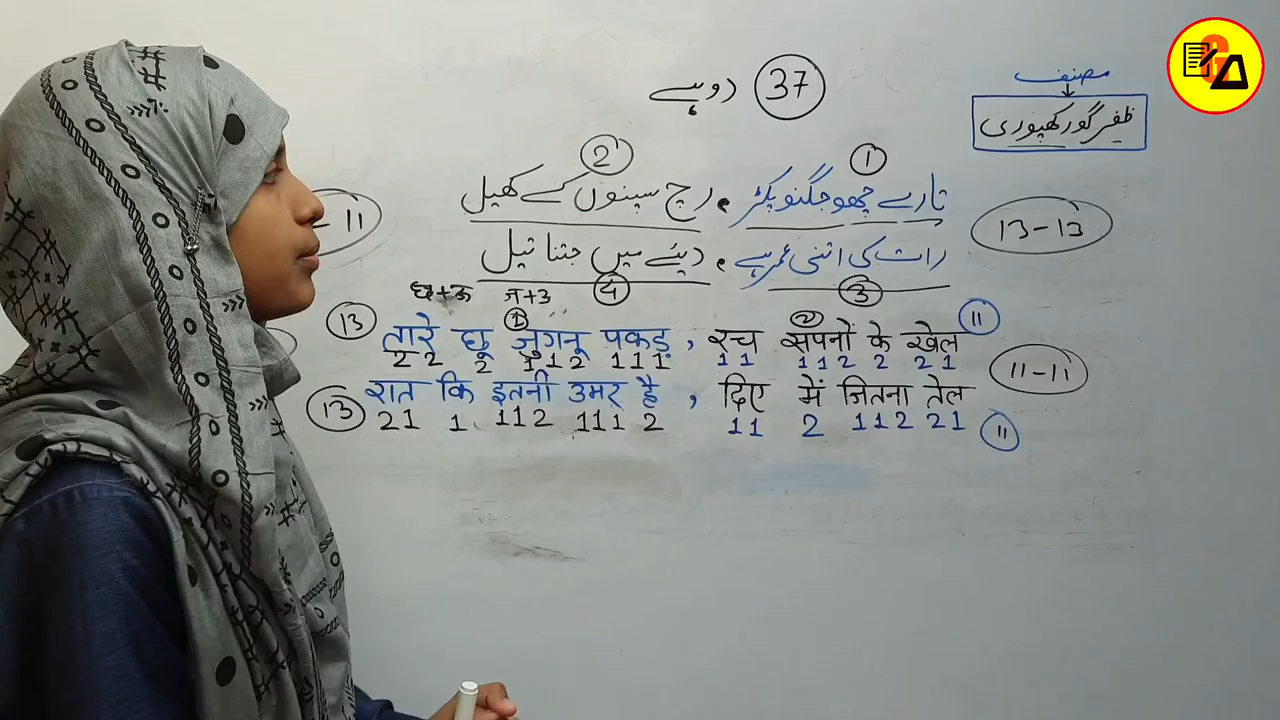 دوہے 37
مصنف
ظفر گورکھپوری
2 1
تارے چھو جگنو پکڑ ، رچ سپنوں کے کھیل
- 11 13-13
رات کی اتنی عمر ہے ، دیئے میں جتنا تیل
4 3
छ+ऊ ज+उ
13 1 2 11
तारे छू जुगनू पकड़ , रच सपनों के खेल
2 2 2 1 1 2 1 1 1 1 1 1 1 2 2 2 1
11-11
13 रात कि इतनी उमर है , दिए में जितना तेल
2 1 1 1 1 2 1 1 1 2 1 1 2 1 1 2 2 1 11